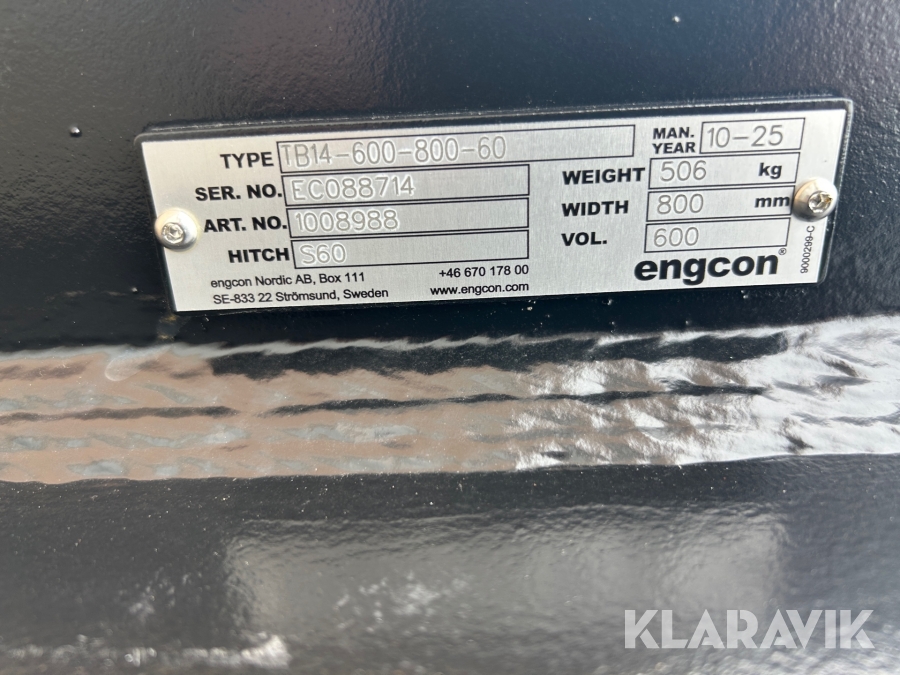 TYPE TB14-600-800-60
MAN. YEAR 10-25
SER. NO. EC088714
WEIGHT 506 kg
ART. NO. 1008988
WIDTH 800 mm
HITCH S60
VOL. 600
engcon Nordic AB, Box 111
+46 670 178 00
SE-833 22 Strömsund, Sweden
www.engcon.com
engcon®
9000299-C
KLARAVIK